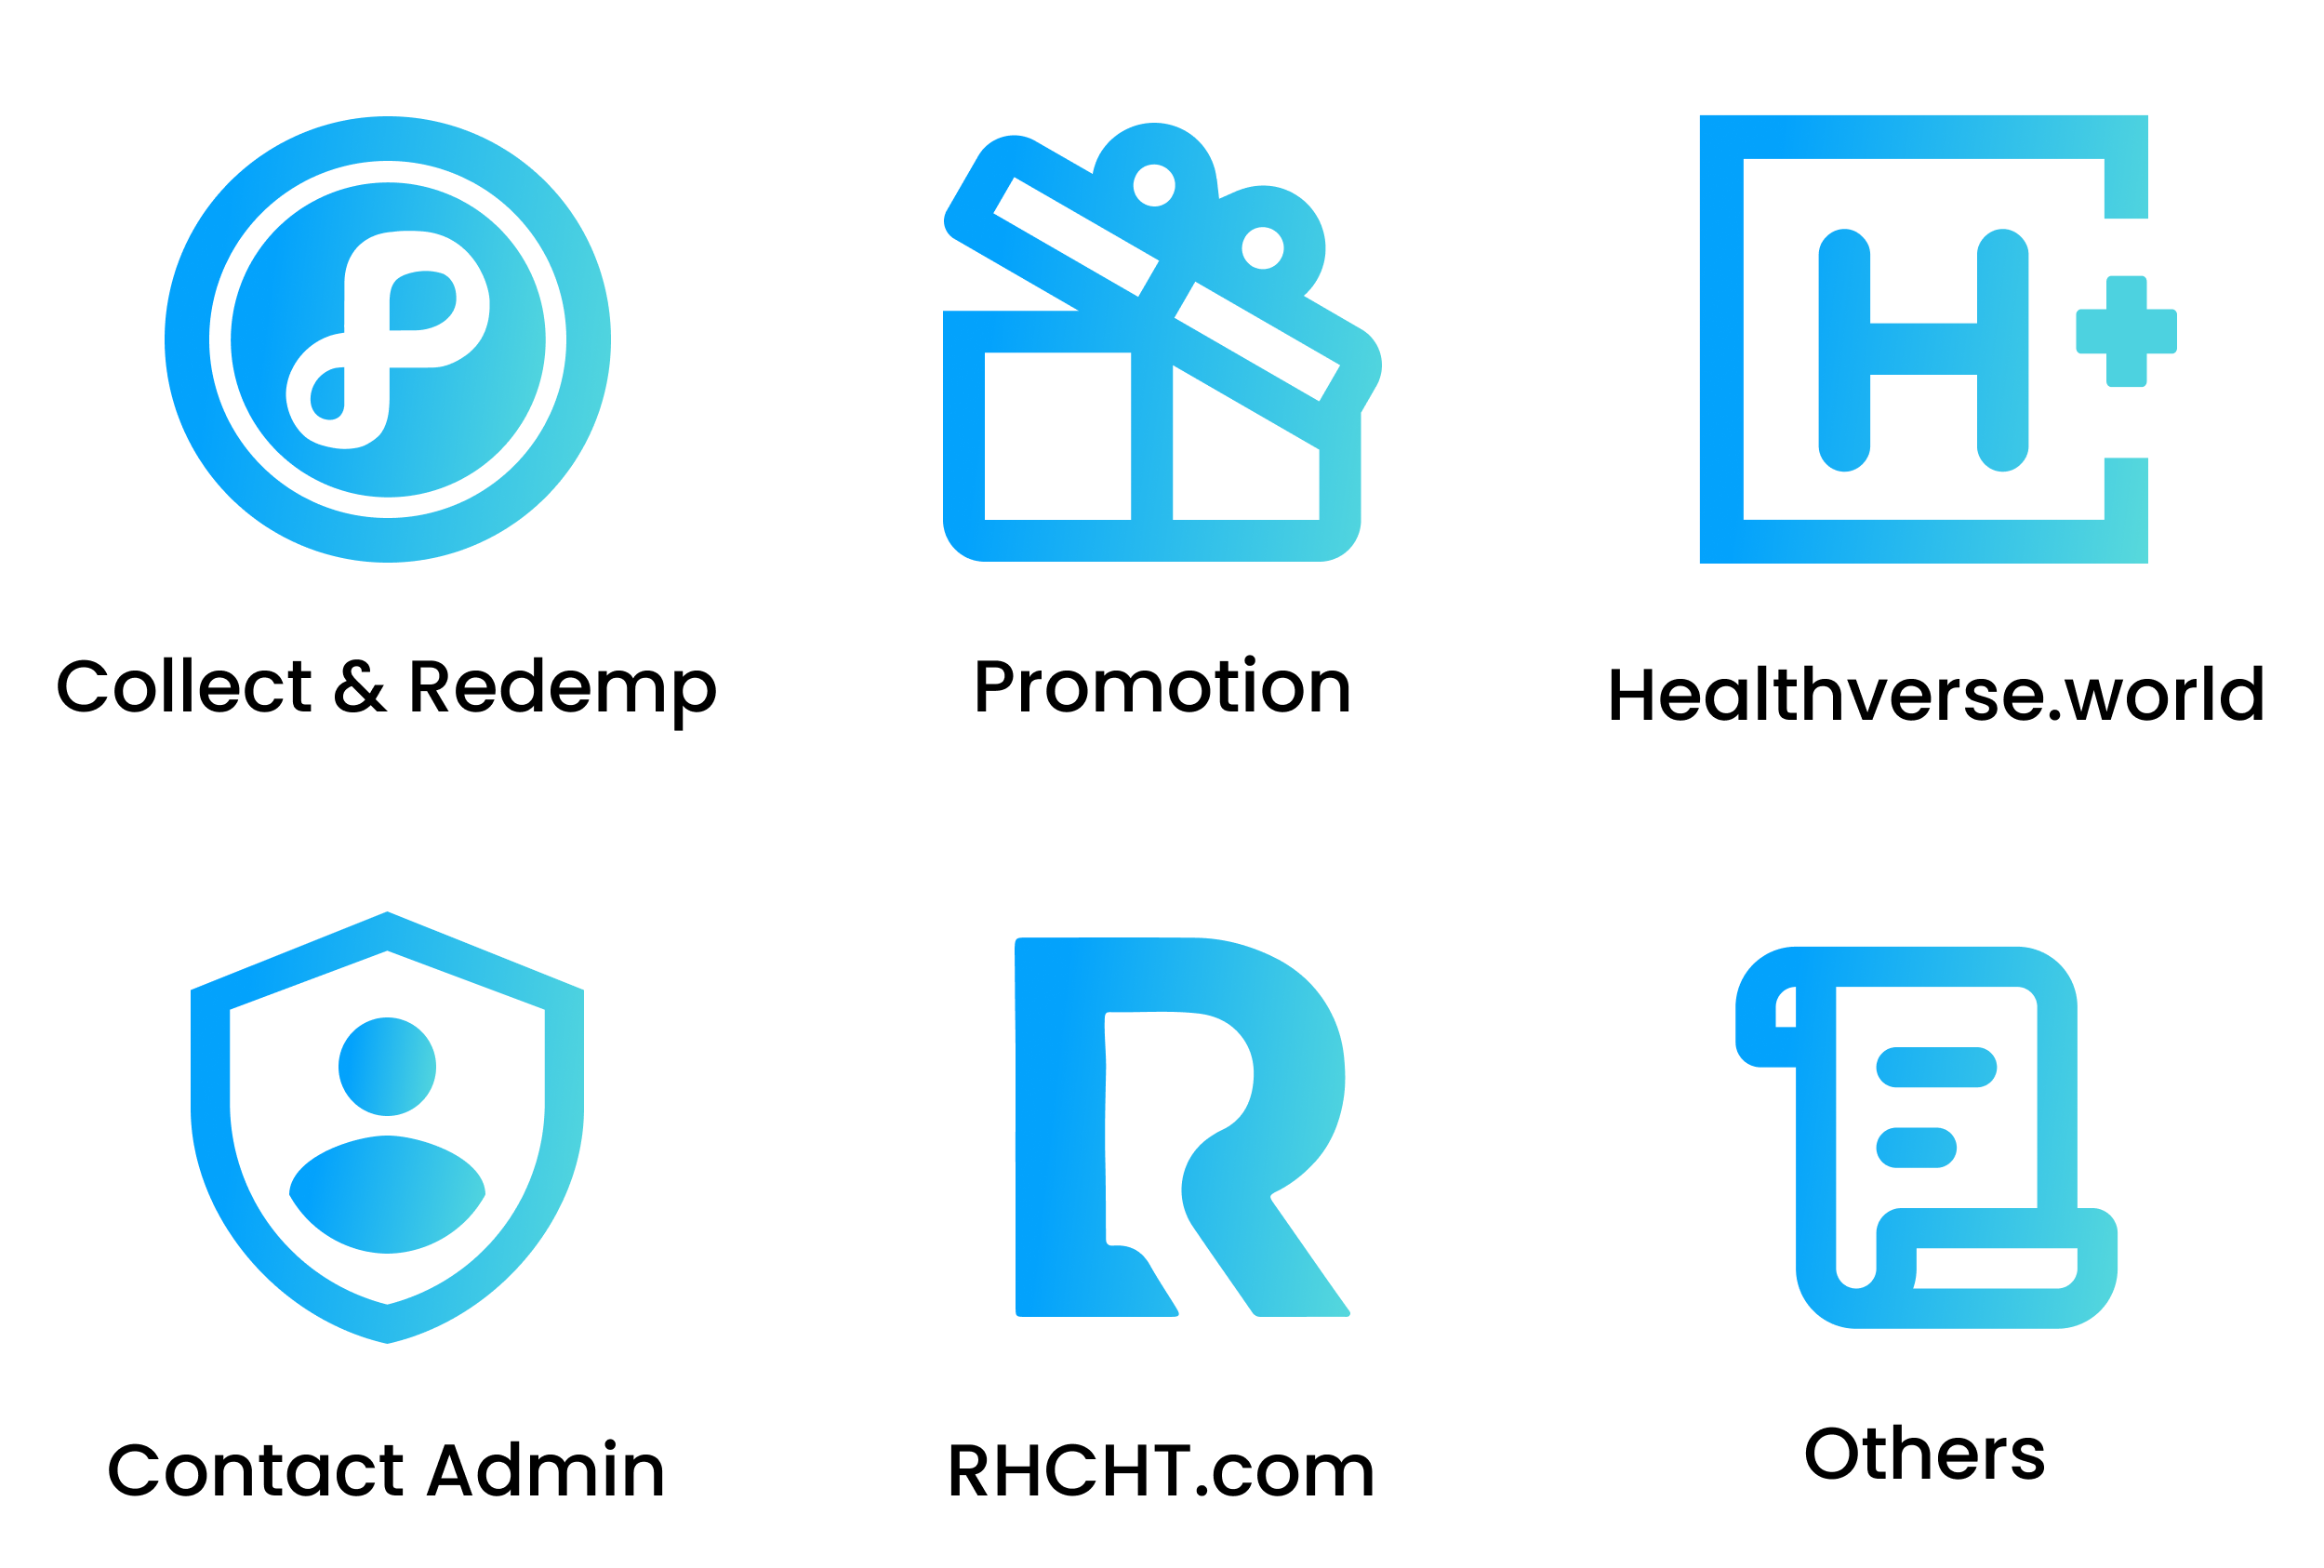 Collect & Redemp
Promotion
Healthverse.world
Contact Admin
RHCHT.com
Others